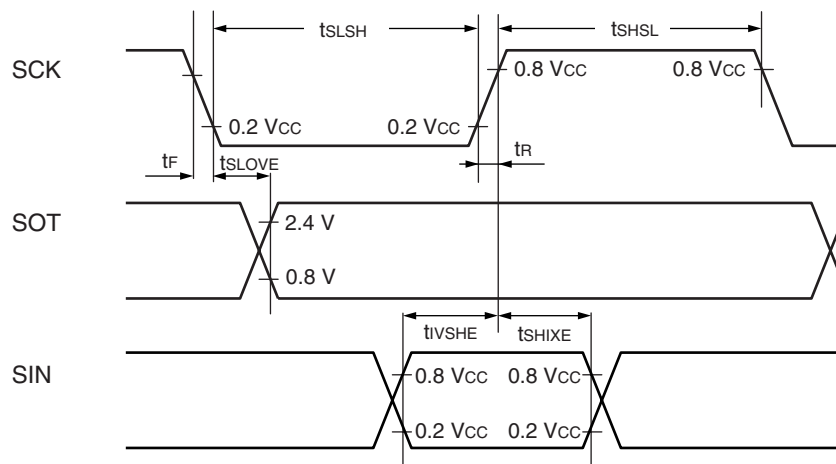 tSLSH
tSHSL
SCK
0.8 VCC
0.8 VCC
0.2 VCC
0.2 VCC
tF
tSLOVE
tR
SOT
2.4 V
0.8 V
tIVSHE
tSHIXE
SIN
0.8 VCC
0.8 VCC
0.2 VCC
0.2 VCC